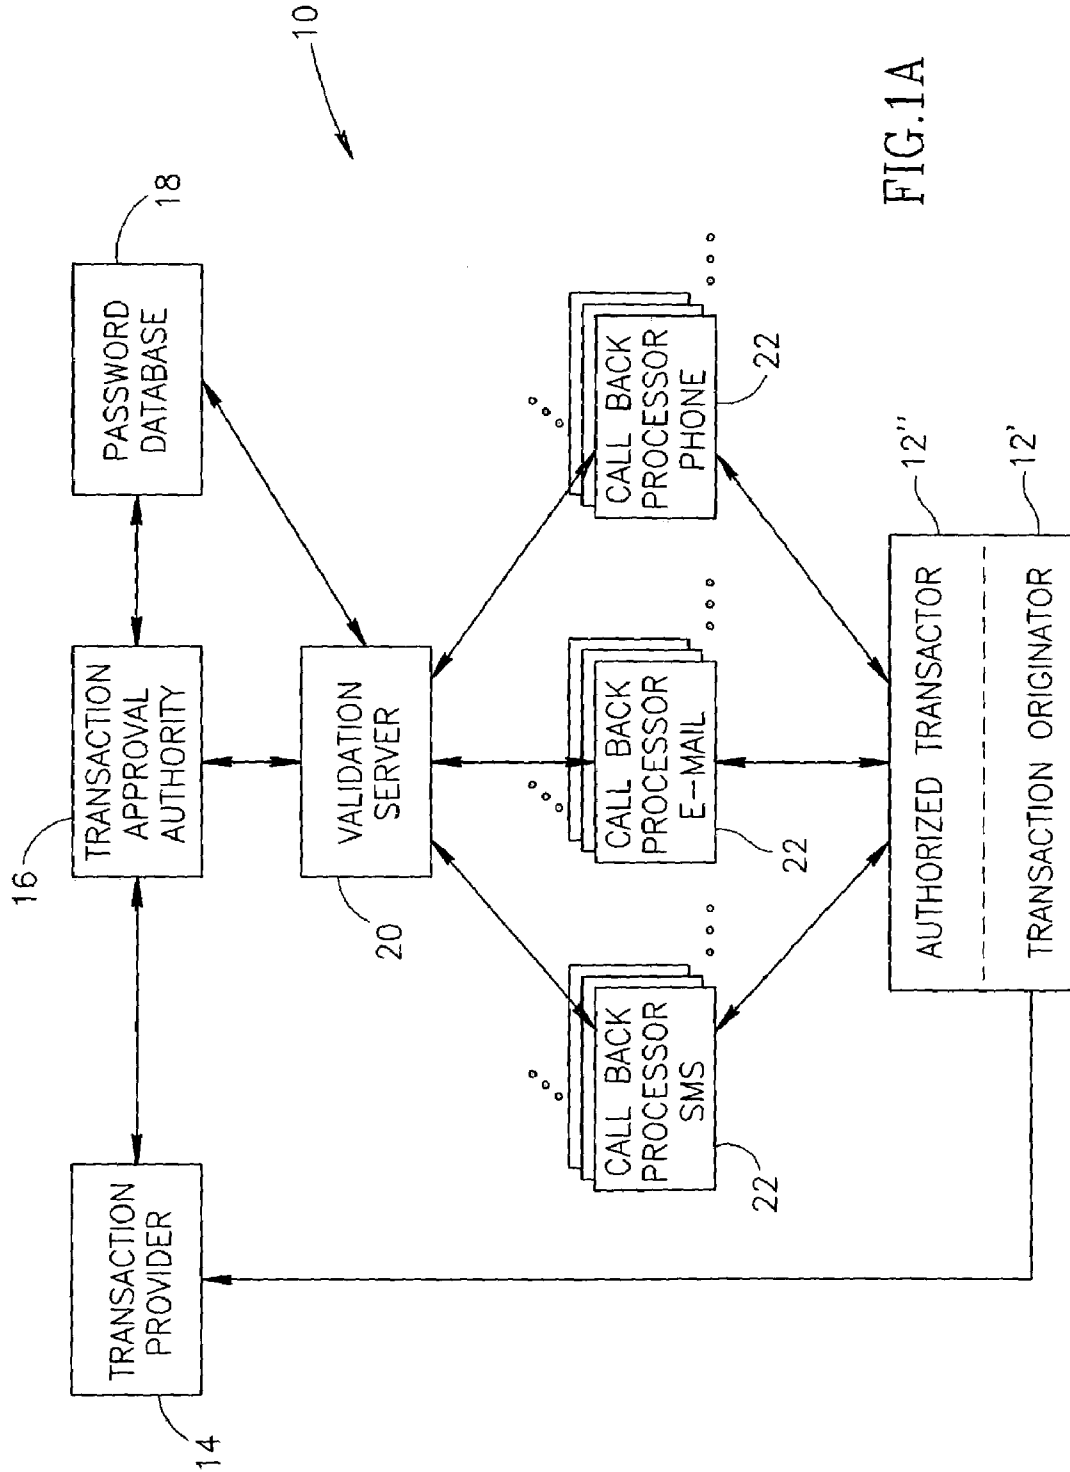 16
18
10
14
TRANSACTION
PROVIDER
TRANSACTION
APPROVAL
AUTHORITY
PASSWORD
DATABASE
VALIDATION
SERVER
20
CALL BACK
PROCESSOR
SMS
22
CALL BACK
PROCESSOR
E-MAIL
22
CALL BACK
PROCESSOR
PHONE
22
AUTHORIZED TRANSACTOR
12''
TRANSACTION ORIGINATOR
12'
FIG.1A